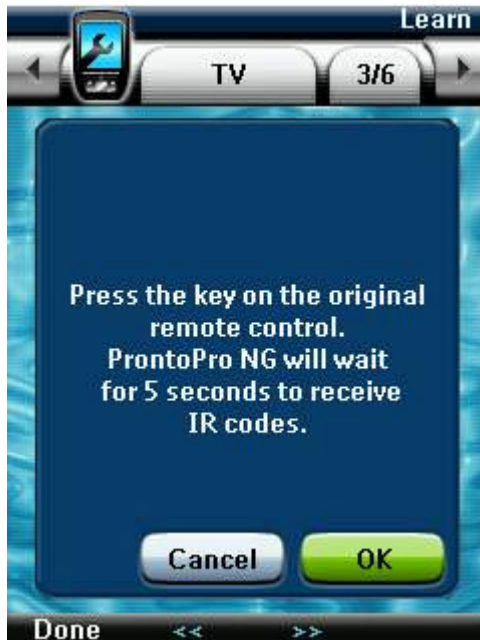 Learn
TV
3/6
Press the key on the original
remote control.
ProntoPro NG will wait
for 5 seconds to receive
IR codes.
Cancel
OK
Done << >>